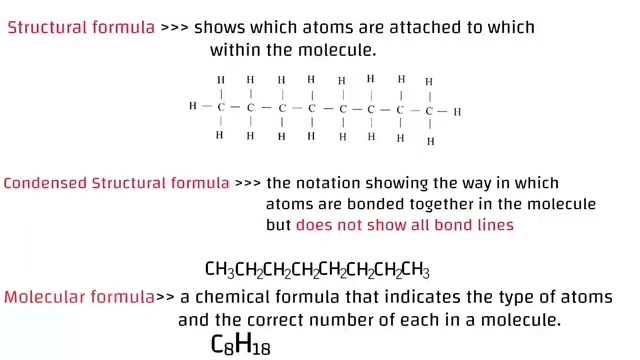 Structural formula >>> shows which atoms are attached to which
within the molecule.
H H H H H H H H
H — C — C — C — C — C — C — C — C — H
H H H H H H H H
Condensed Structural formula >>> the notation showing the way in which
atoms are bonded together in the molecule
but does not show all bond lines
CH3CH2CH2CH2CH2CH2CH2CH3
Molecular formula>> a chemical formula that indicates the type of atoms
and the correct number of each in a molecule.
C8H18